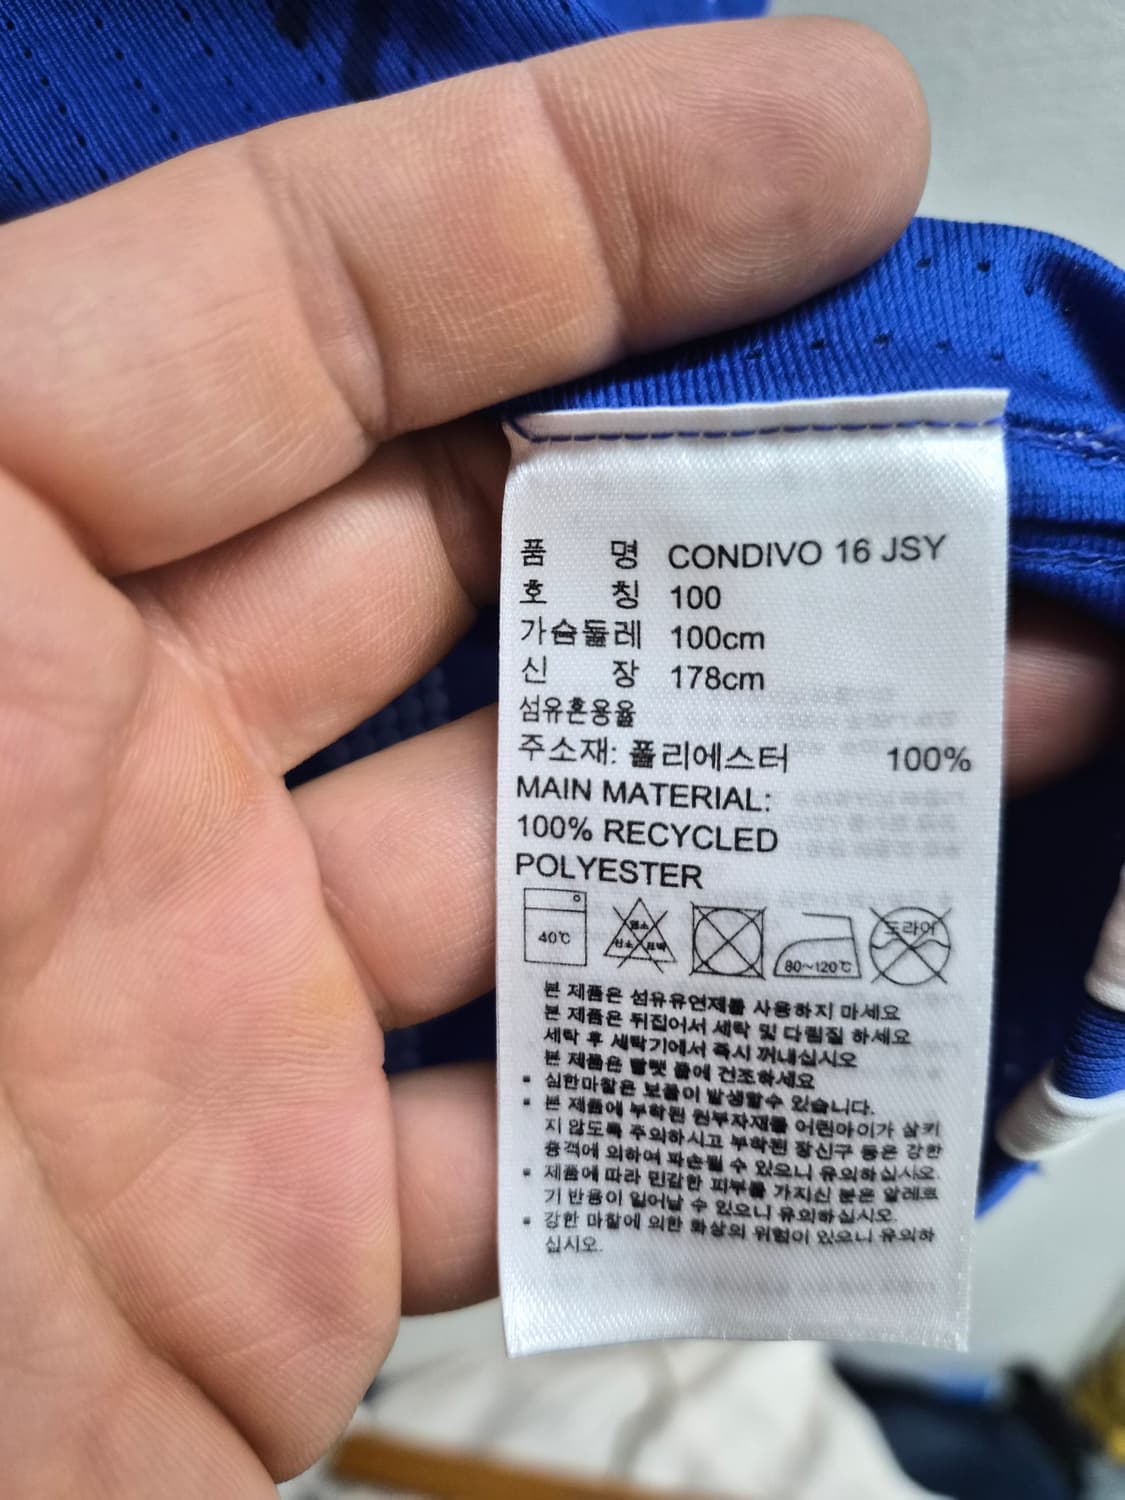 품 명 CONDIVO 16 JSY
호 칭 100
가슴둘레 100cm
신 장 178cm
섬유혼용율
주소재: 폴리에스터 100%
MAIN MATERIAL:
100% RECYCLED
POLYESTER
40℃ 염소 산소 표백 80~120℃ 드라이
본 제품은 섬유유연제를 사용하지 마세요
본 제품은 뒤집어서 세탁 및 다림질 하세요
세탁 후 세탁기에서 즉시 꺼내십시오
본 제품은 빨랫 줄에 건조하세요
▪ 심한마찰은 보풀이 발생할수 있습니다.
▪ 본 제품에 부착된 원부자재를 어린아이가 삼키
지 않도록 주의하시고 부착된 장신구 등은 강한
충격에 의하여 파손될 수 있으니 유의하십시오.
▪ 제품에 따라 민감한 피부를 가지신 분은 알레르
기 반응이 일어날 수 있으니 유의하십시오.
▪ 강한 마찰에 의한 화상의 위험이 있으니 유의하
십시오.